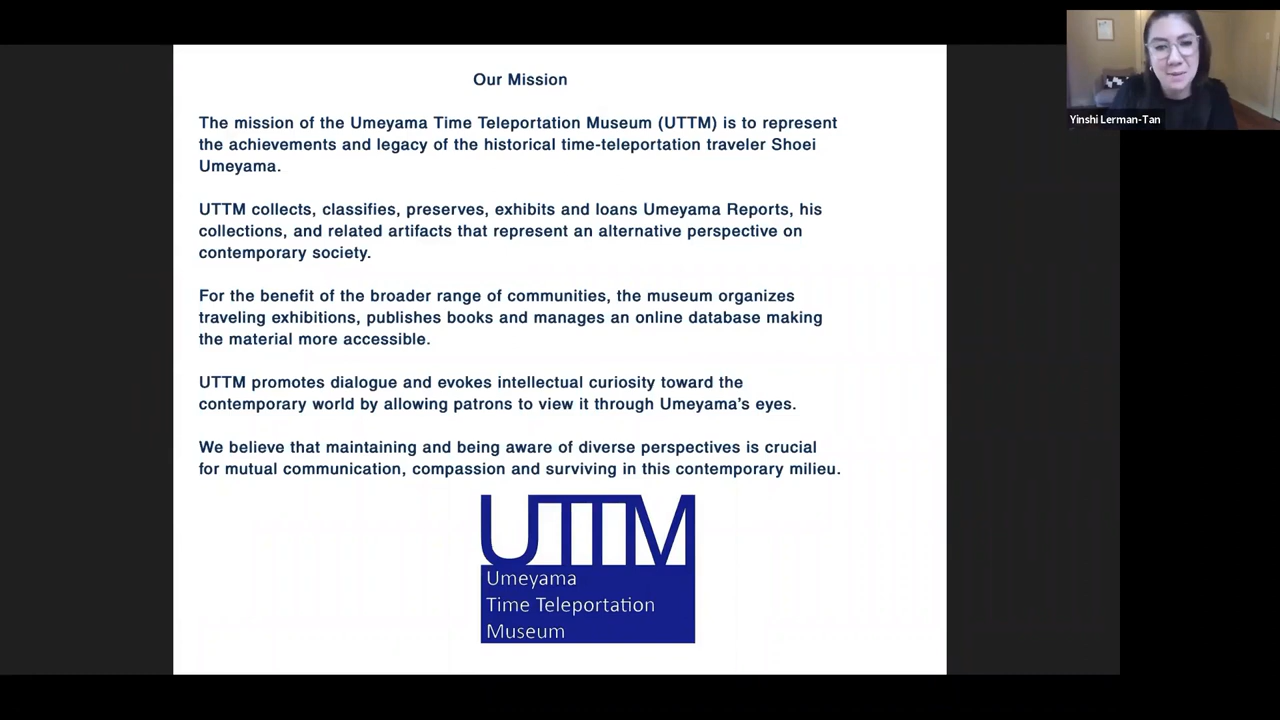 Our Mission
The mission of the Umeyama Time Teleportation Museum (UTTM) is to represent
the achievements and legacy of the historical time-teleportation traveler Shoei
Umeyama.
UTTM collects, classifies, preserves, exhibits and loans Umeyama Reports, his
collections, and related artifacts that represent an alternative perspective on
contemporary society.
For the benefit of the broader range of communities, the museum organizes
traveling exhibitions, publishes books and manages an online database making
the material more accessible.
UTTM promotes dialogue and evokes intellectual curiosity toward the
contemporary world by allowing patrons to view it through Umeyama's eyes.
We believe that maintaining and being aware of diverse perspectives is crucial
for mutual communication, compassion and surviving in this contemporary milieu.
UTTM
Umeyama
Time Teleportation
Museum
Yinshi Lerman-Tan